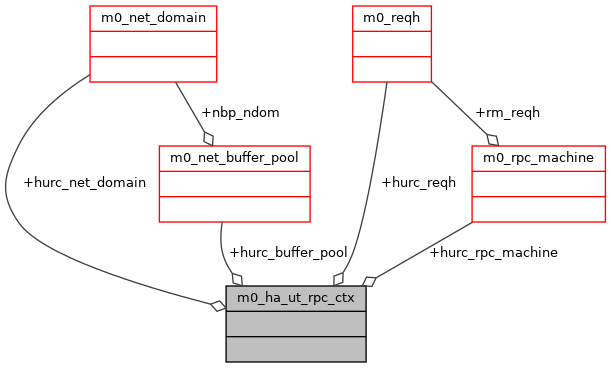 m0_net_domain
m0_reqh
+nbp_ndom
+rm_reqh
m0_net_buffer_pool
m0_rpc_machine
+hurc_net_domain
+hurc_reqh
+hurc_buffer_pool
+hurc_rpc_machine
m0_ha_ut_rpc_ctx